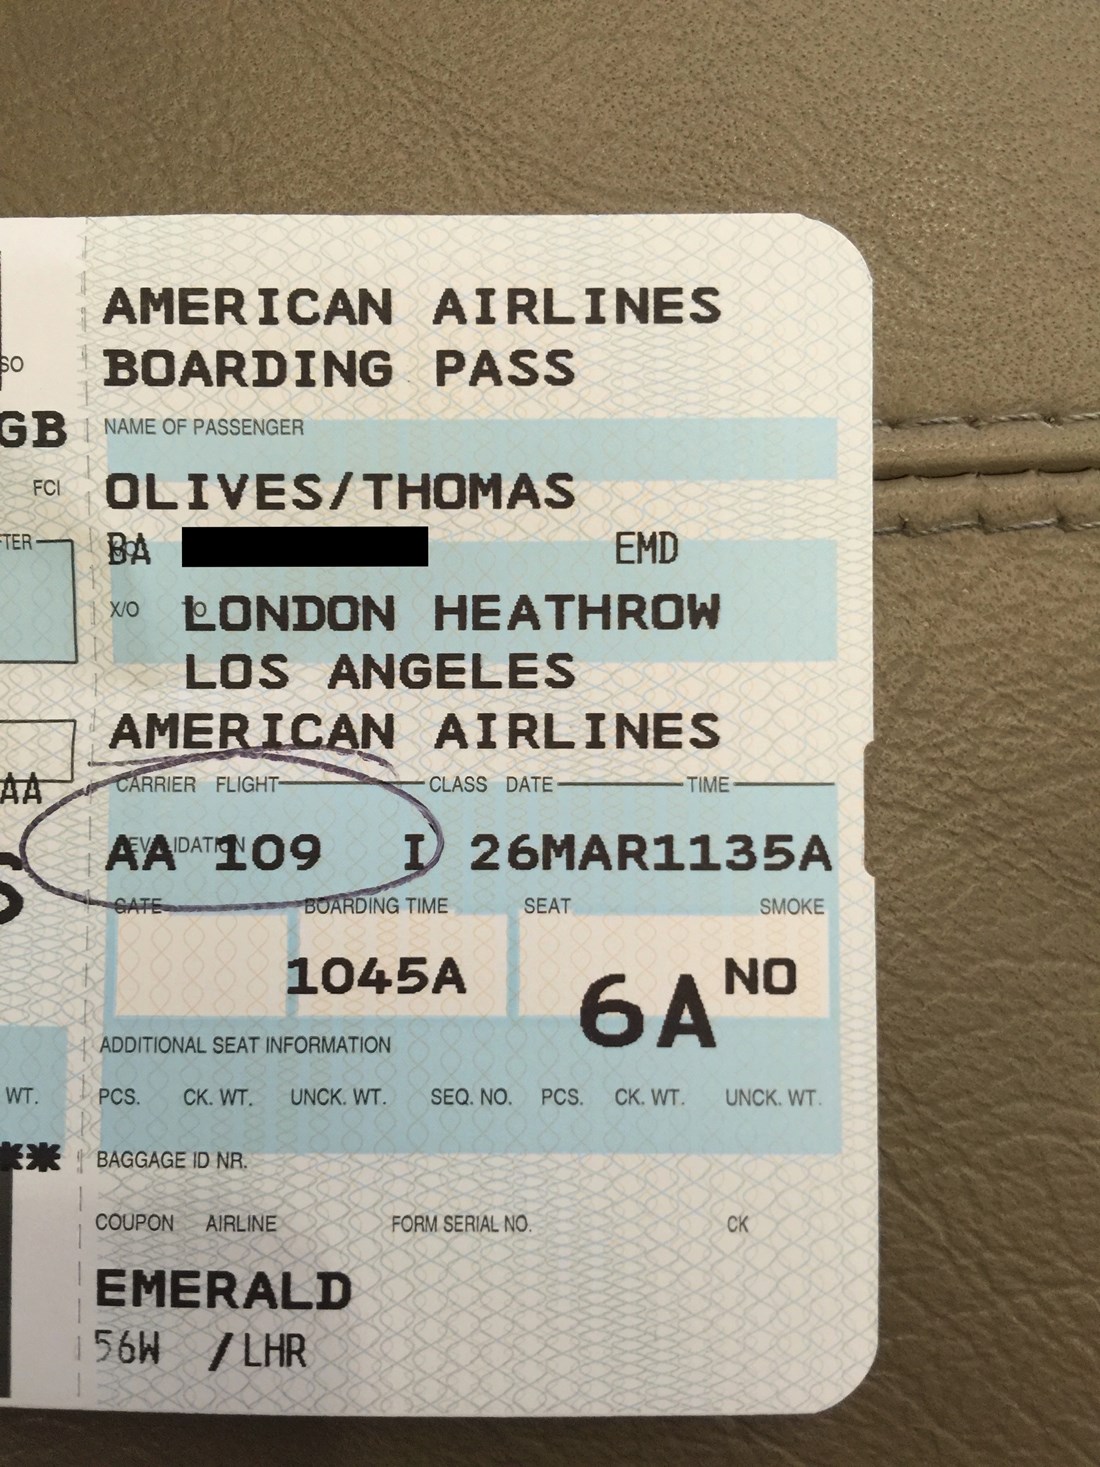 SO
GB
FCI
FTER
AA
S
WT.
**
AMERICAN AIRLINES
BOARDING PASS
NAME OF PASSENGER
OLIVES/THOMAS
BA EMD
X/O TO LONDON HEATHROW
LOS ANGELES
AMERICAN AIRLINES
CARRIER FLIGHT CLASS DATE TIME
REVALIDATION
AA 109 I 26MAR1135A
GATE BOARDING TIME SEAT SMOKE
1045A 6A NO
ADDITIONAL SEAT INFORMATION
PCS. CK. WT. UNCK. WT. SEQ. NO. PCS. CK. WT. UNCK. WT.
BAGGAGE ID NR.
COUPON AIRLINE FORM SERIAL NO. CK
EMERALD
56W /LHR